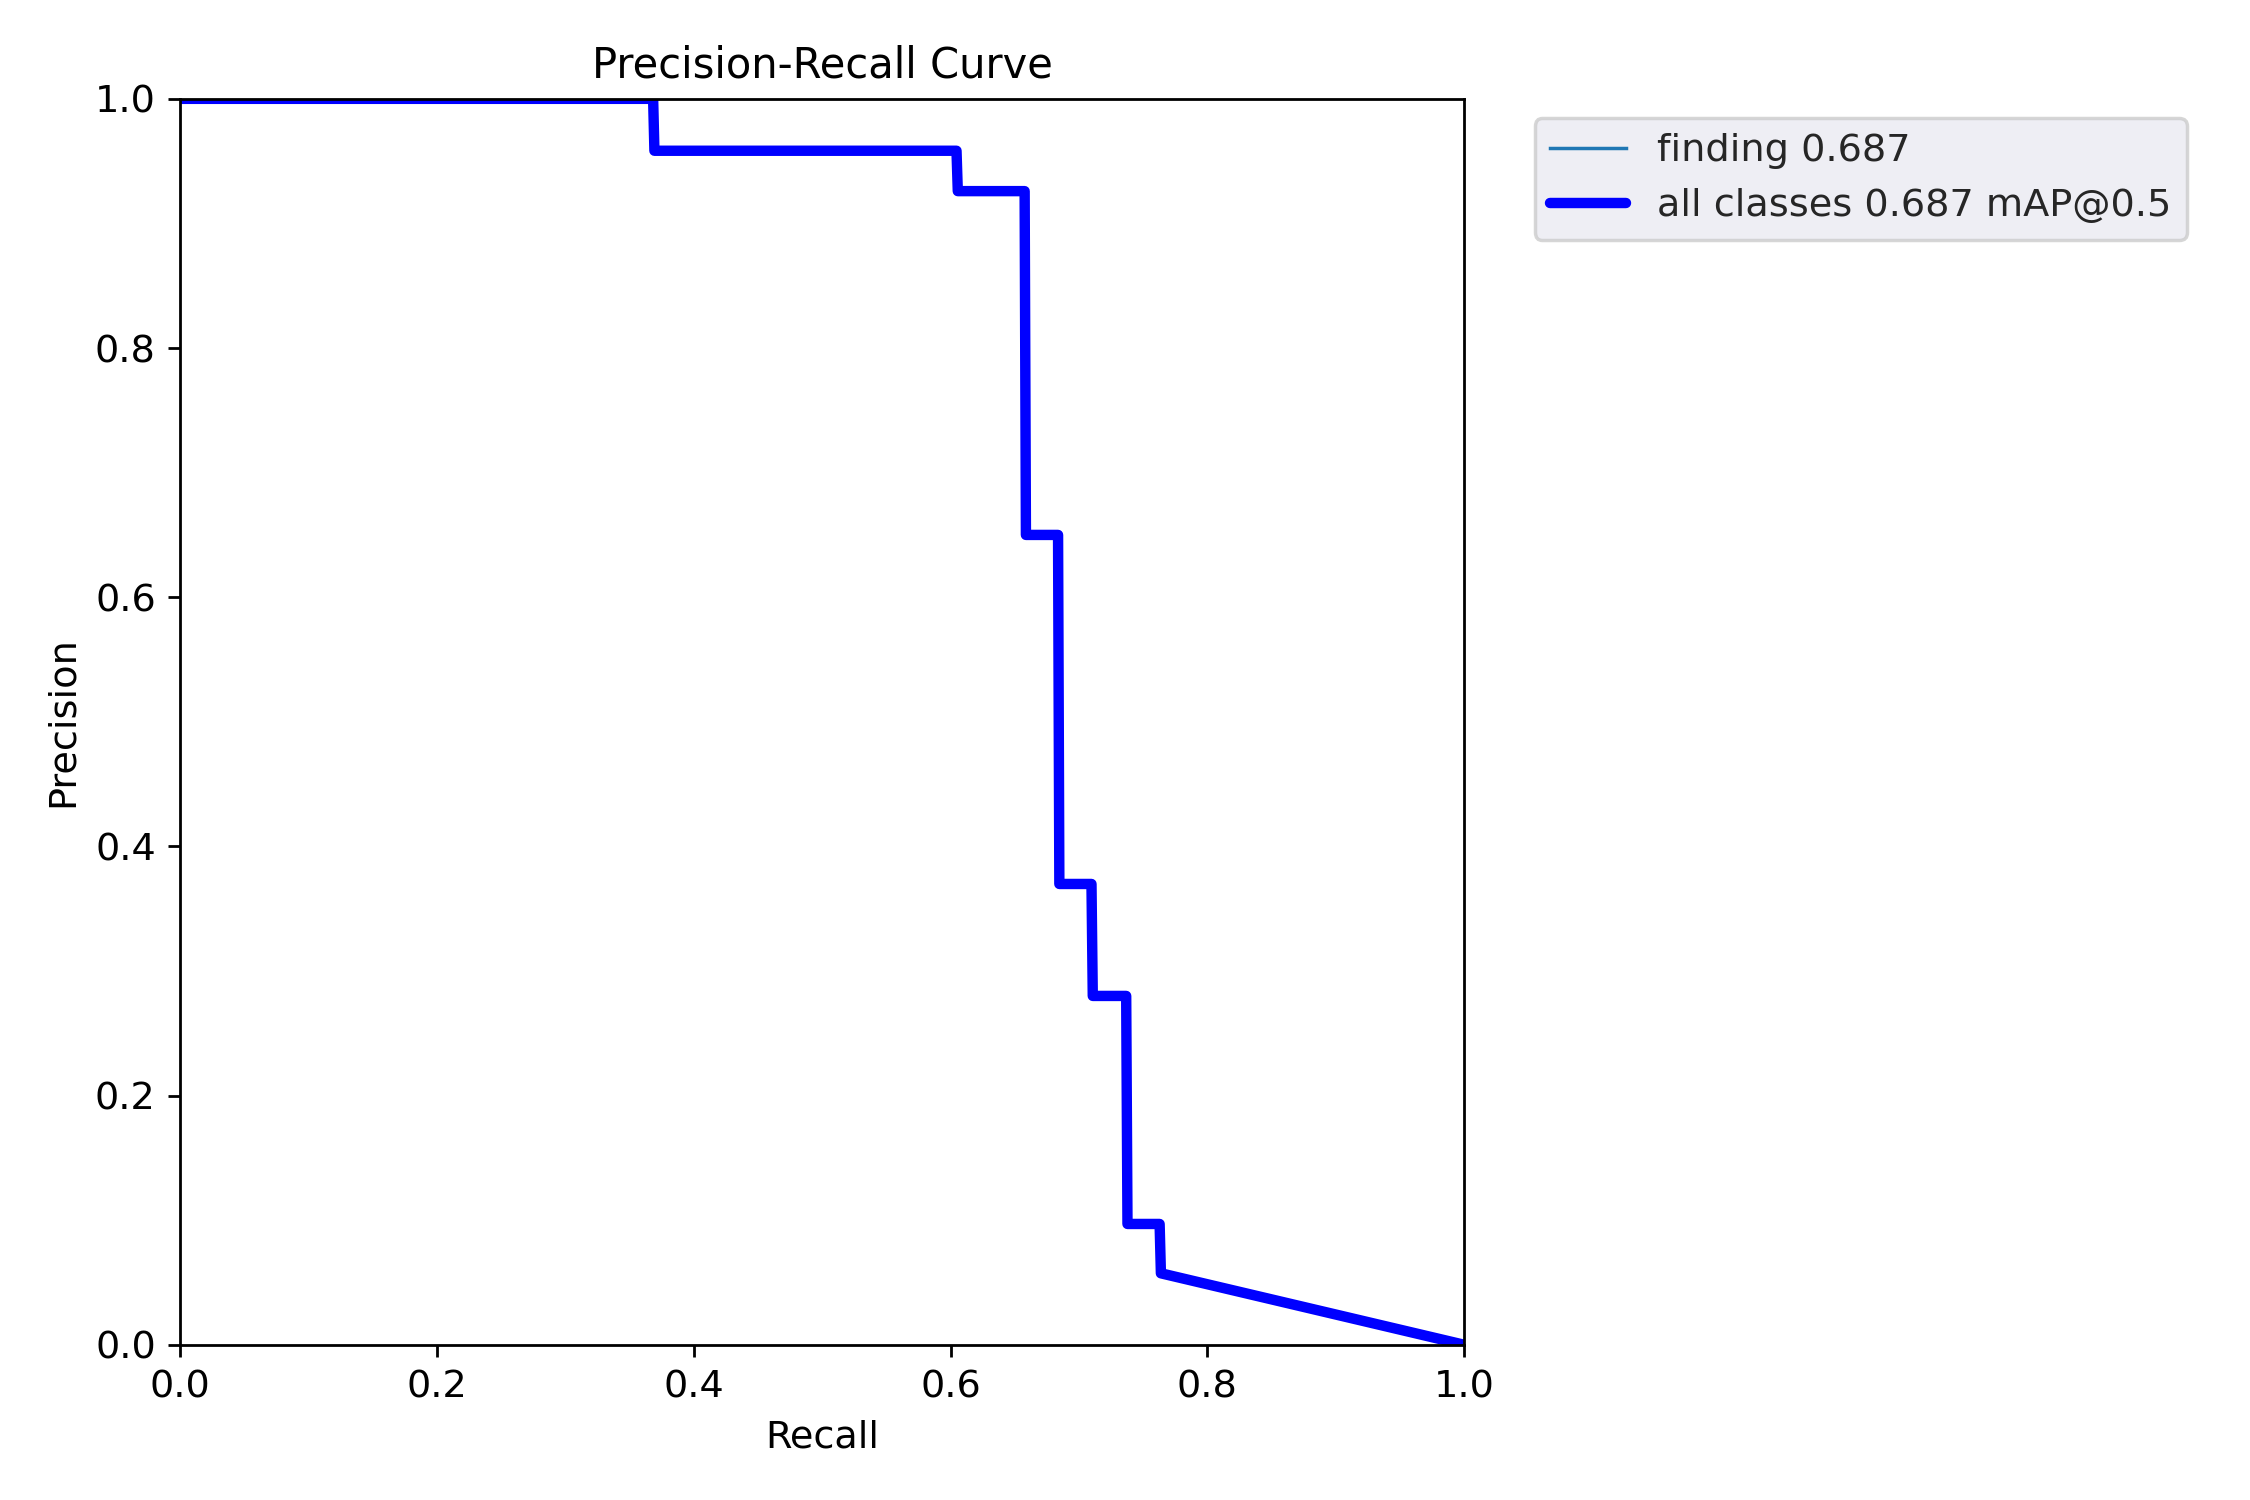 Precision-Recall Curve
finding 0.687
all classes 0.687 mAP@0.5
Precision
1.0
0.8
0.6
0.4
0.2
0.0
0.0 0.2 0.4 0.6 0.8 1.0
Recall